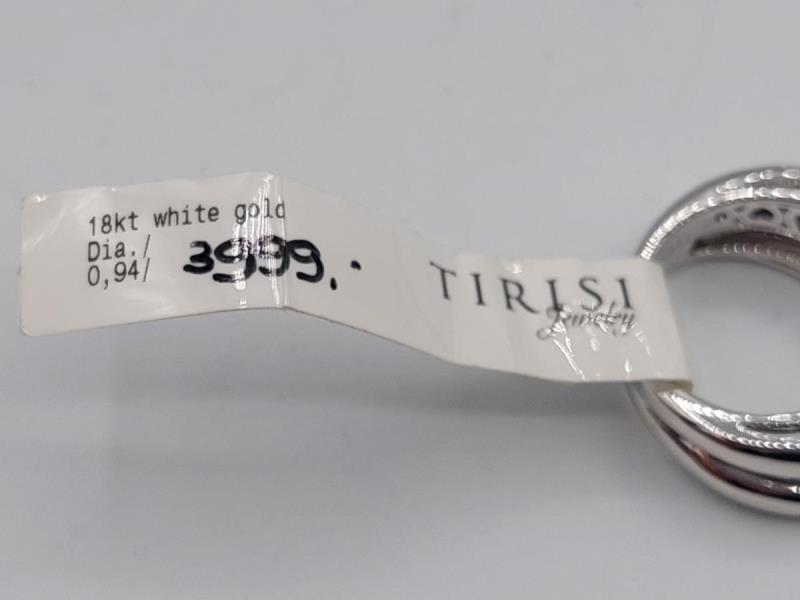 18kt white gold
Dia./
0,94/
3999,-
TIRISI
Jewelry